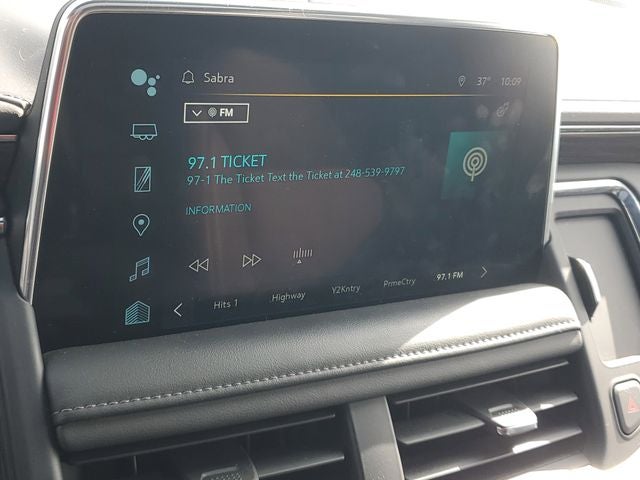 Sabra
37° 10:09
FM
97.1 TICKET
97-1 The Ticket Text the Ticket at 248-539-9797
INFORMATION
Hits 1 Highway Y2Kntry PrmeCtry 97.1 FM